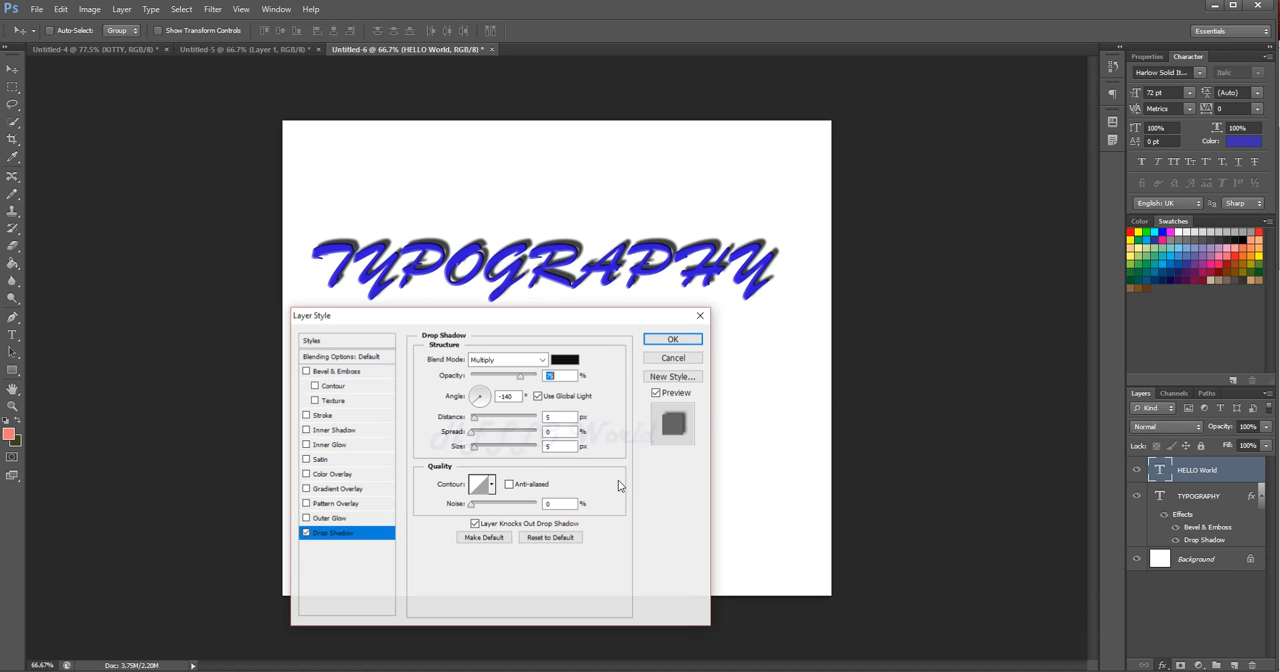 Ps File Edit Image Layer Type Select Filter View Window Help
Auto-Select: Group Show Transform Controls Essentials
Untitled-4 @ 77.5% (KITTY, RGB/8) * × Untitled-5 @ 66.7% (Layer 1, RGB/8) * × Untitled-6 @ 66.7% (HELLO World, RGB/8) * ×
Properties Character
Harlow Solid It... Italic
72 pt (Auto)
Metrics 0
100% 100%
0 pt Color:
English: UK Sharp
Color Swatches
TYPOGRAPHY
Layer Style
Styles
Blending Options: Default
Bevel & Emboss
Contour
Texture
Stroke
Inner Shadow
Inner Glow
Satin
Color Overlay
Gradient Overlay
Pattern Overlay
Outer Glow
Drop Shadow
Drop Shadow
Structure
Blend Mode: Multiply
Opacity: 75 %
Angle: -140 ° Use Global Light
Distance: 5 px
Spread: 0 %
Size: 5 px
HELLO World
Quality
Contour: Anti-aliased
Noise: 0 %
Layer Knocks Out Drop Shadow
Make Default Reset to Default
OK
Cancel
New Style...
Preview
Layers Channels Paths
Kind
Normal Opacity: 100%
Lock: Fill: 100%
T HELLO World
T TYPOGRAPHY fx
Effects
Bevel & Emboss
Drop Shadow
Background
66.67% Doc: 3.75M/2.20M